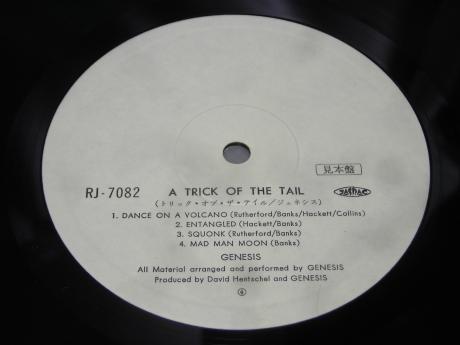 見本盤
RJ-7082 A TRICK OF THE TAIL
(トリック・オブ・ザ・テイル/ジェネシス)
1. DANCE ON A VOLCANO (Rutherford/Banks/Hackett/Collins)
2. ENTANGLED (Hackett/Banks)
3. SQUONK (Rutherford/Banks)
4. MAD MAN MOON (Banks)
GENESIS
All Material arranged and performed by GENESIS
Produced by David Hentschel and GENESIS